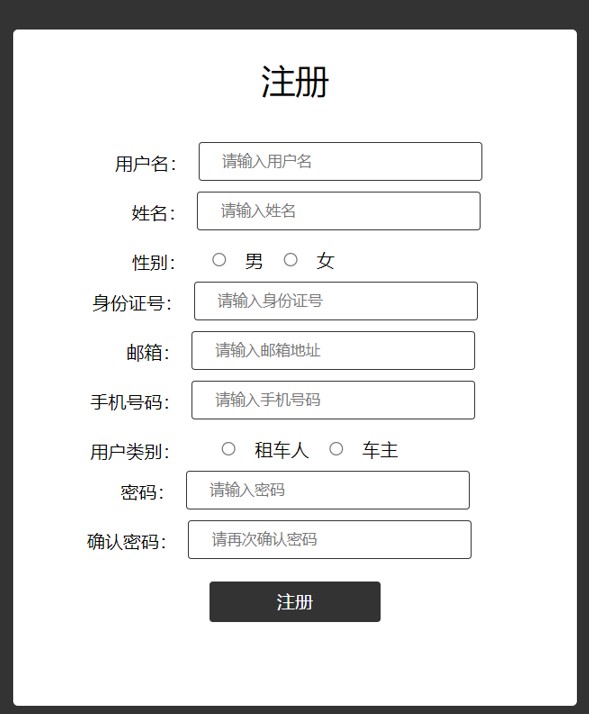 注册
用户名： 请输入用户名
姓名： 请输入姓名
性别： 男 女
身份证号： 请输入身份证号
邮箱： 请输入邮箱地址
手机号码： 请输入手机号码
用户类别： 租车人 车主
密码： 请输入密码
确认密码： 请再次确认密码
注册